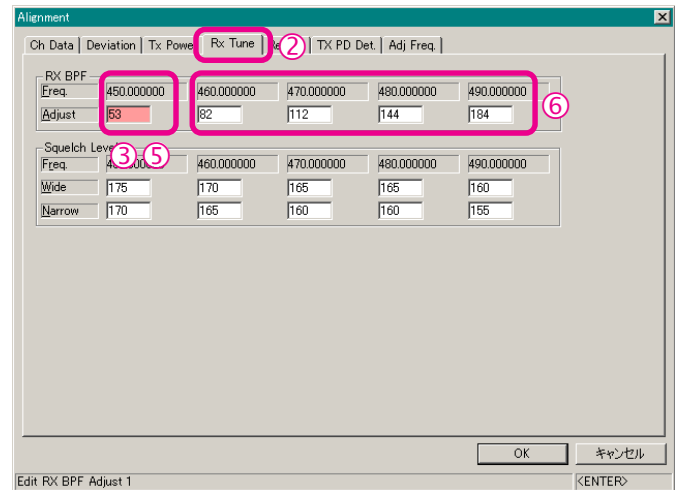 Alignment
Ch Data Deviation Tx Powe Rx Tune ② TX PD Det. Adj Freq.
RX BPF
Freq. 450.000000 460.000000 470.000000 480.000000 490.000000
Adjust 53 82 112 144 184
⑥
③ ⑤
Squelch Level
Freq. 460.000000 470.000000 480.000000 490.000000
Wide 175 170 165 165 160
Narrow 170 165 160 160 155
OK キャンセル
Edit RX BPF Adjust 1 <ENTER>